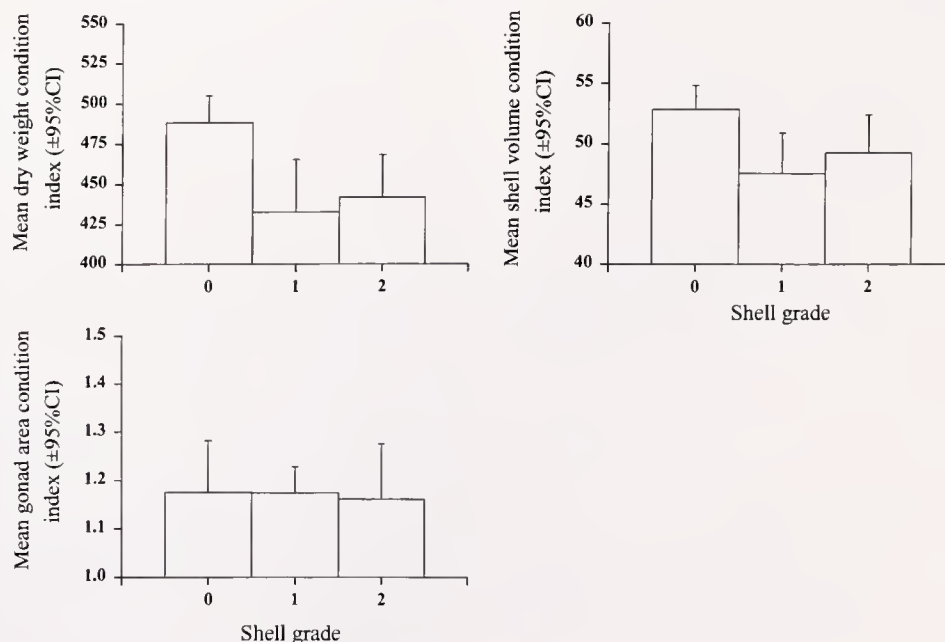 Mean dry weight condition
index (±95%CI)
550
525
500
475
450
425
400
0 1 2
Mean shell volume condition
index (±95%CI)
60
55
50
45
40
0 1 2
Shell grade
Mean gonad area condition
index (±95%CI)
1.5
1.4
1.3
1.2
1.1
1.0
0 1 2
Shell grade